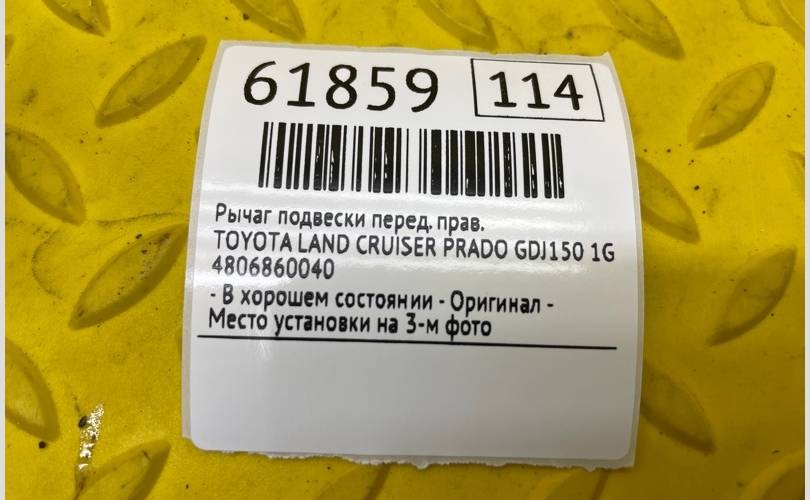 61859 114
Рычаг подвески перед. прав.
TOYOTA LAND CRUISER PRADO GDJ150 1G
4806860040
- В хорошем состоянии - Оригинал -
Место установки на 3-м фото